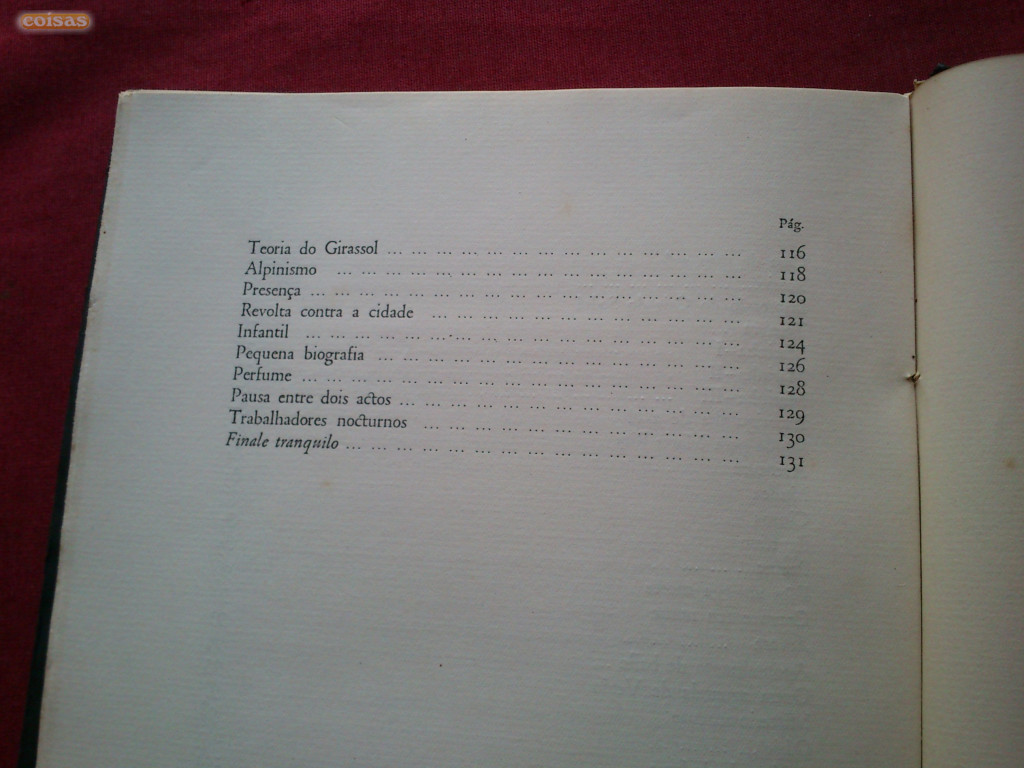 coisas
Pág.
Teoria do Girassol ... ... ... ... ... ... ... ... ... ... ... ... ... ... 116
Alpinismo ... ... ... ... ... ... ... ... ... ... ... ... ... ... ... ... 118
Presença ... ... ... ... ... ... ... ... ... ... ... ... ... ... ... ... ... 120
Revolta contra a cidade ... ... ... ... ... ... ... ... ... ... ... ... 121
Infantil ... ... ... ... ... ... ... ... ... ... ... ... ... ... ... ... ... 124
Pequena biografia ... ... ... ... ... ... ... ... ... ... ... ... ... ... 126
Perfume ... ... ... ... ... ... ... ... ... ... ... ... ... ... ... ... ... 128
Pausa entre dois actos ... ... ... ... ... ... ... ... ... ... ... ... ... 129
Trabalhadores nocturnos ... ... ... ... ... ... ... ... ... ... ... ... 130
Finale tranquilo ... ... ... ... ... ... ... ... ... ... ... ... ... ... ... 131